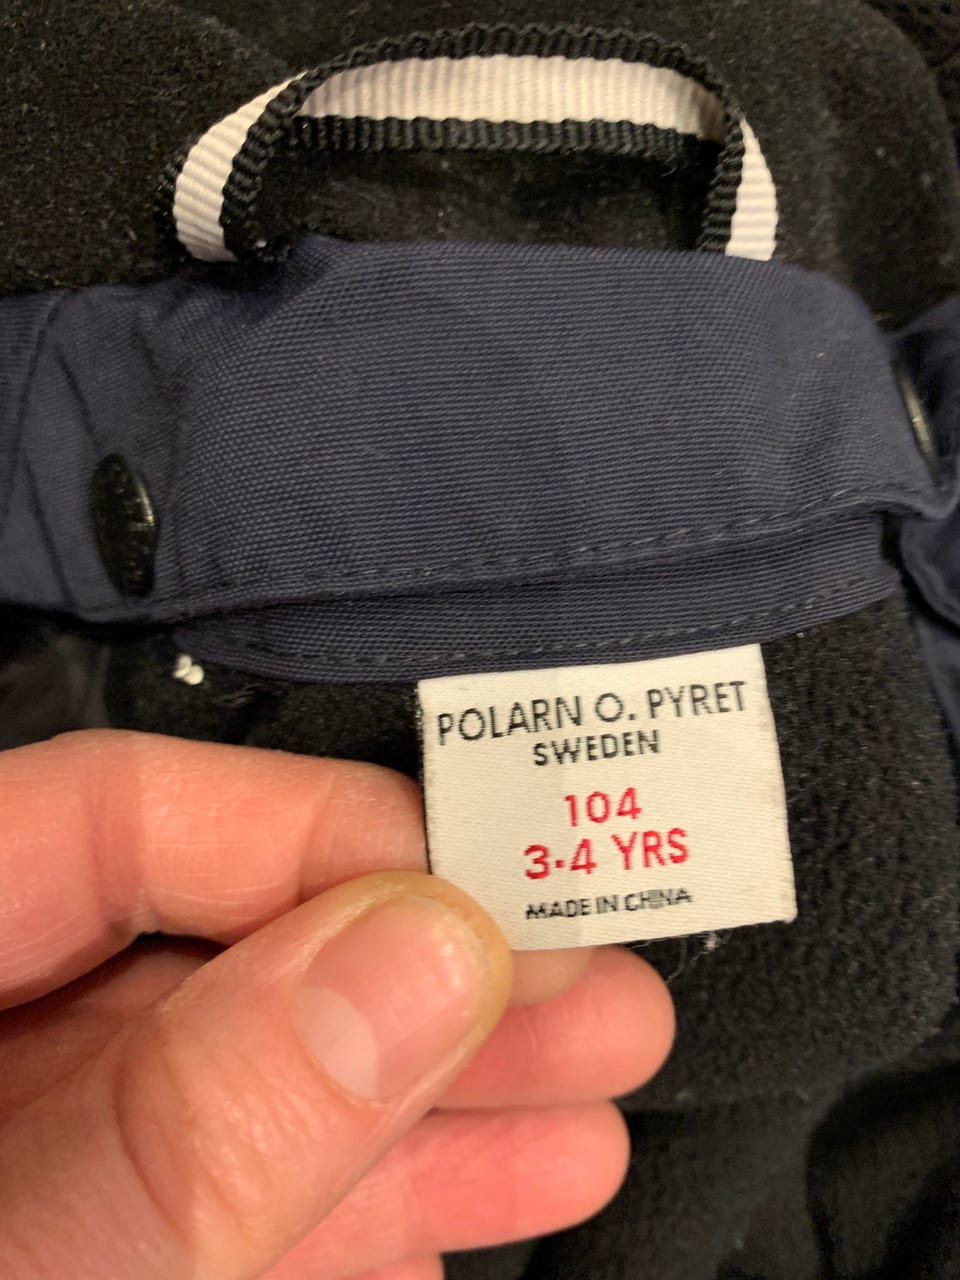 POLARN O. PYRET
SWEDEN
104
3-4 YRS
MADE IN CHINA